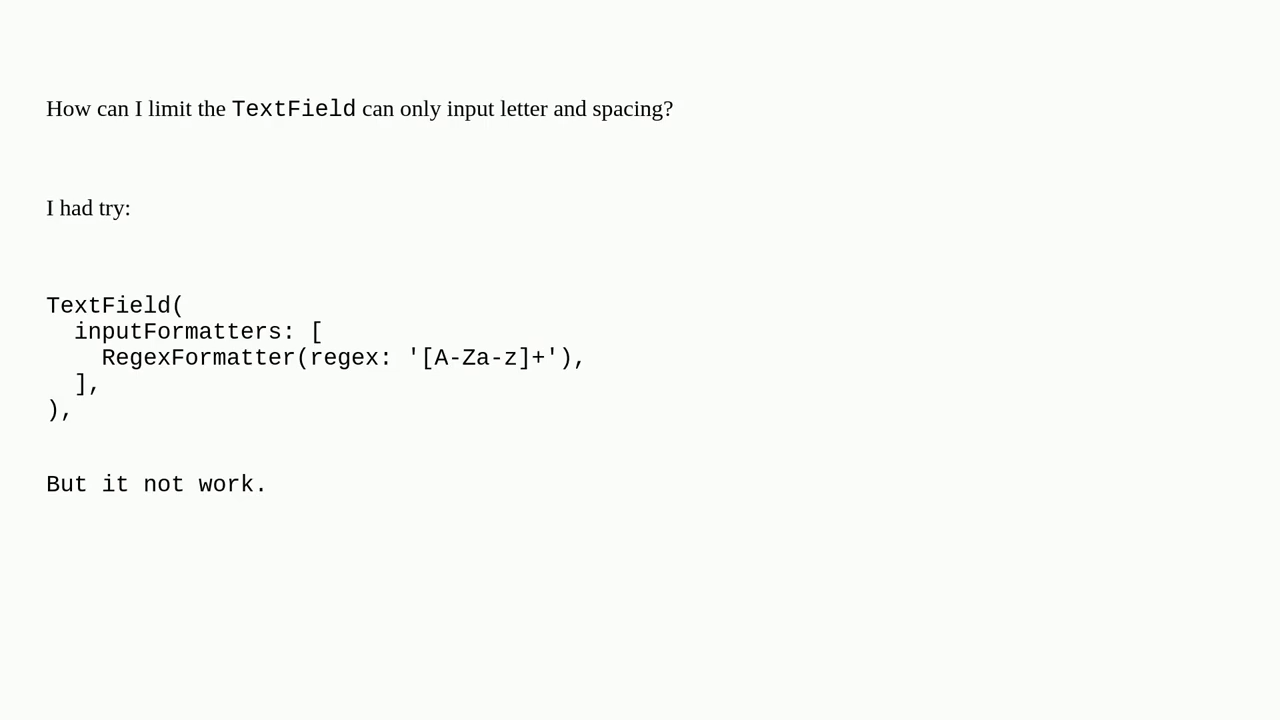 How can I limit the TextField can only input letter and spacing?
I had try:
TextField(
  inputFormatters: [
    RegexFormatter(regex: '[A-Za-z]+'),
  ],
),
But it not work.